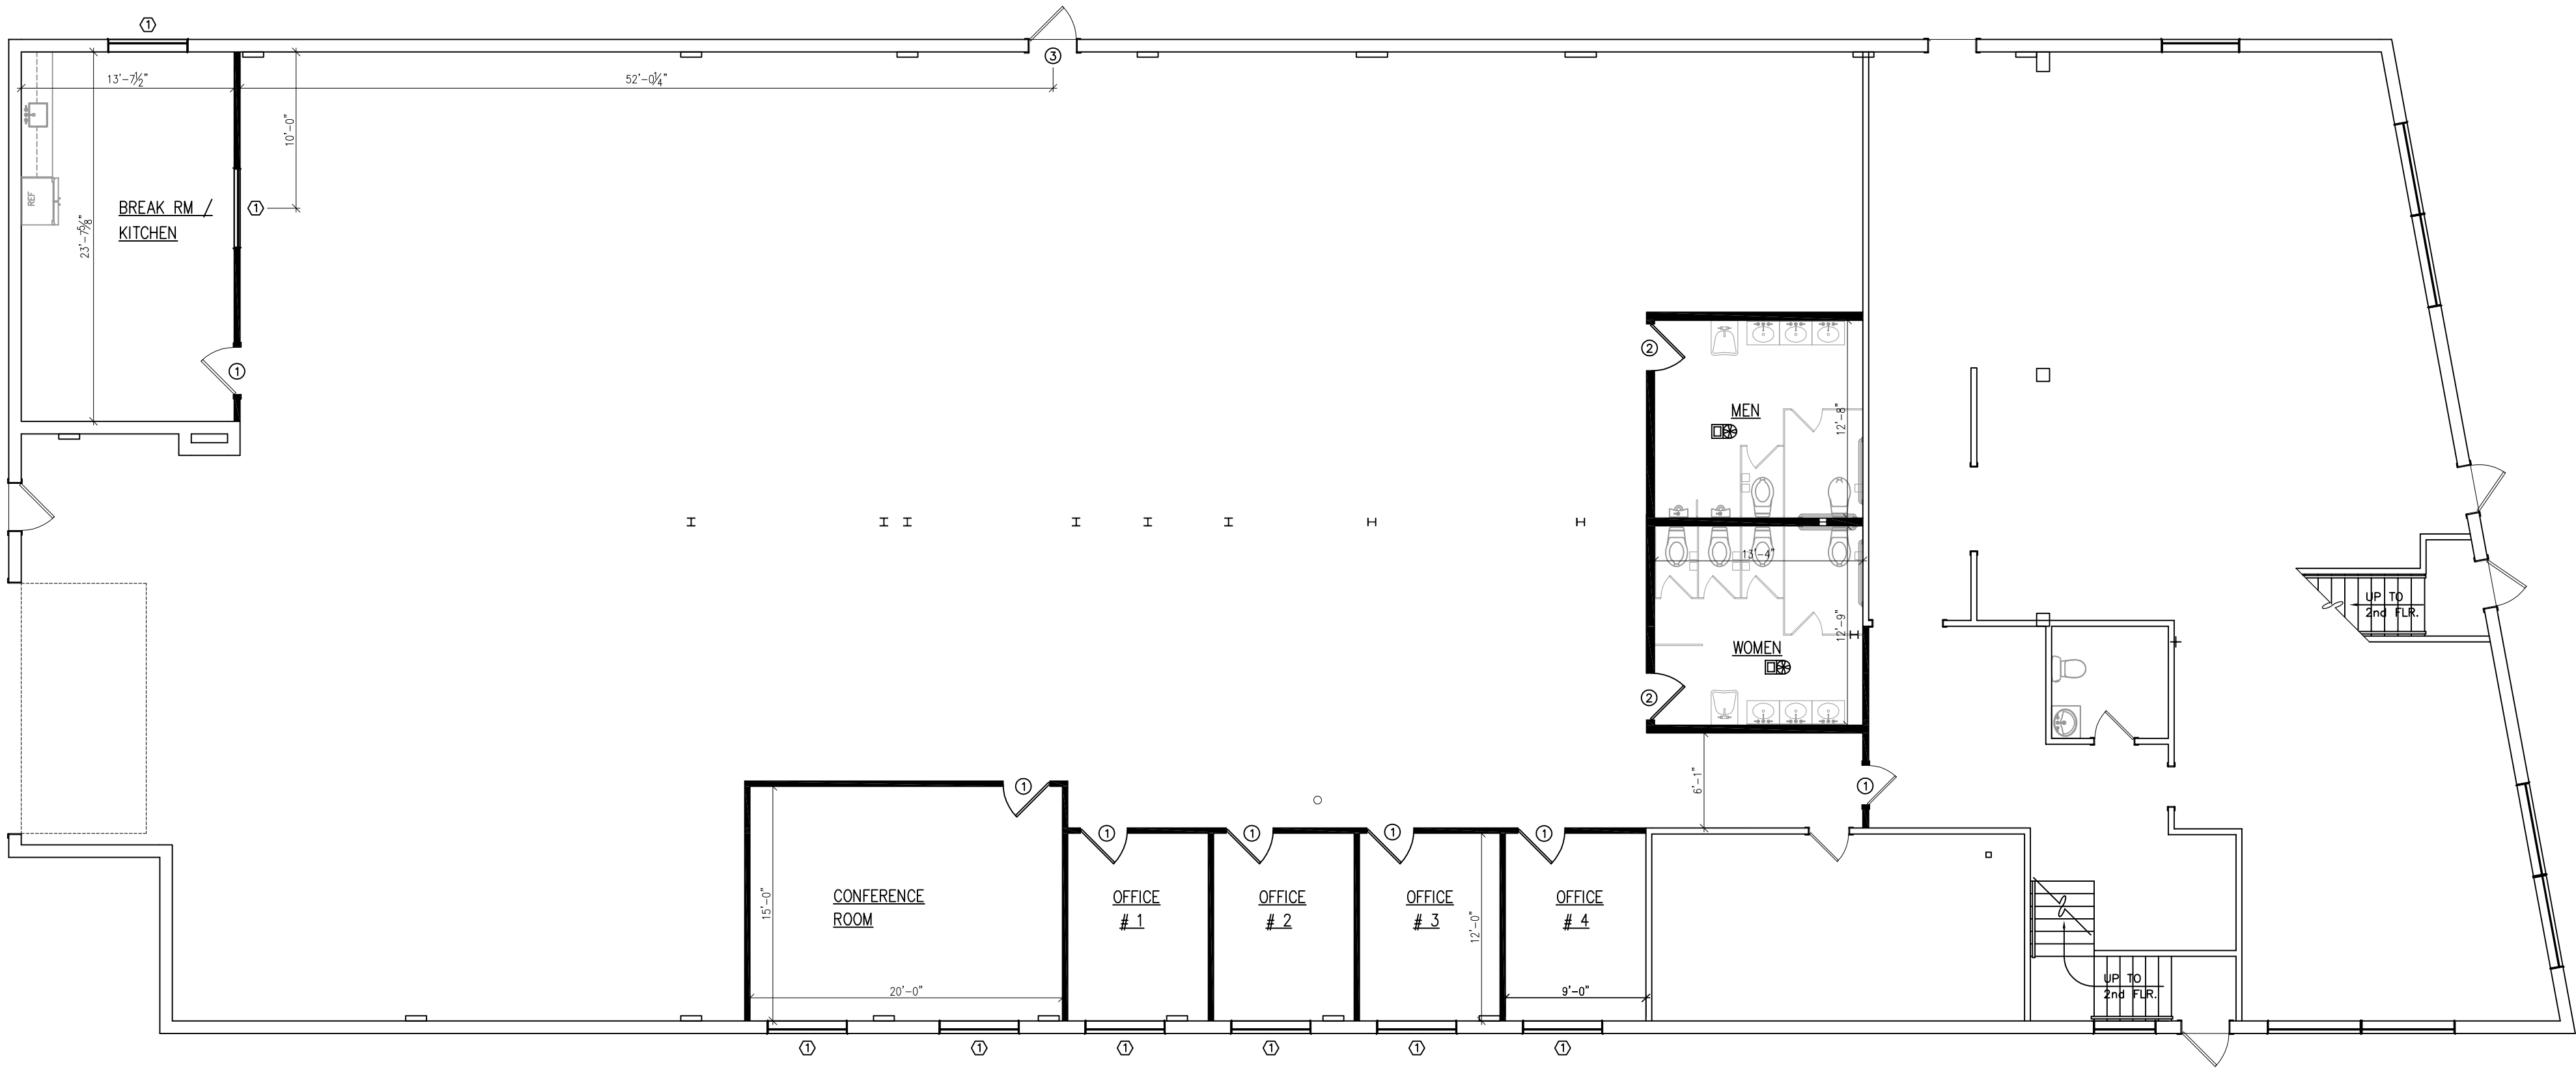 1
3
13'-7½"
52'-0¼"
10'-0"
REF
BREAK RM /
KITCHEN
1
23'-7⅝"
1
2
MEN
12'-8"
13'-4"
UP TO
2nd FLR.
12'-9"
WOMEN
2
6'-1"
1
1
1
1
1
1
CONFERENCE
ROOM
15'-0"
OFFICE
# 1
OFFICE
# 2
OFFICE
# 3
12'-0"
OFFICE
# 4
20'-0"
9'-0"
UP TO
2nd FLR.
1
1
1
1
1
1